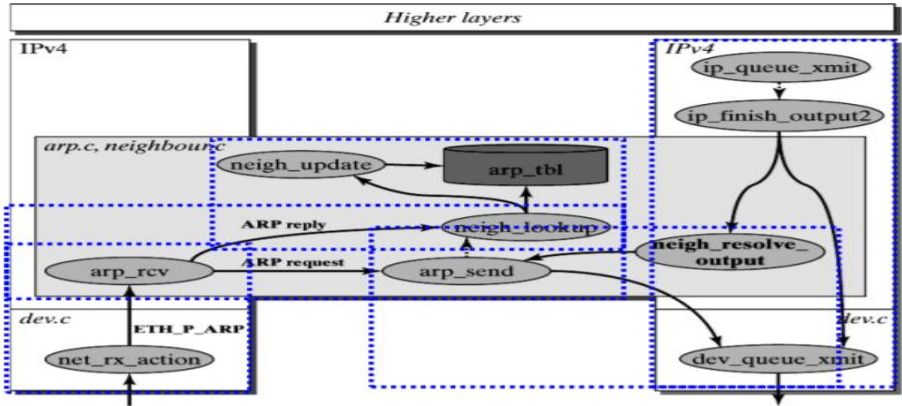 Higher layers
IPv4
IPv4
ip_queue_xmit
ip_finish_output2
arp.c, neighbour.c
neigh_update
arp_tbl
ARP reply
neigh_lookup
neigh_resolve_
output
arp_rcv
ARP request
arp_send
dev.c
dev.c
ETH_P_ARP
net_rx_action
dev_queue_xmit